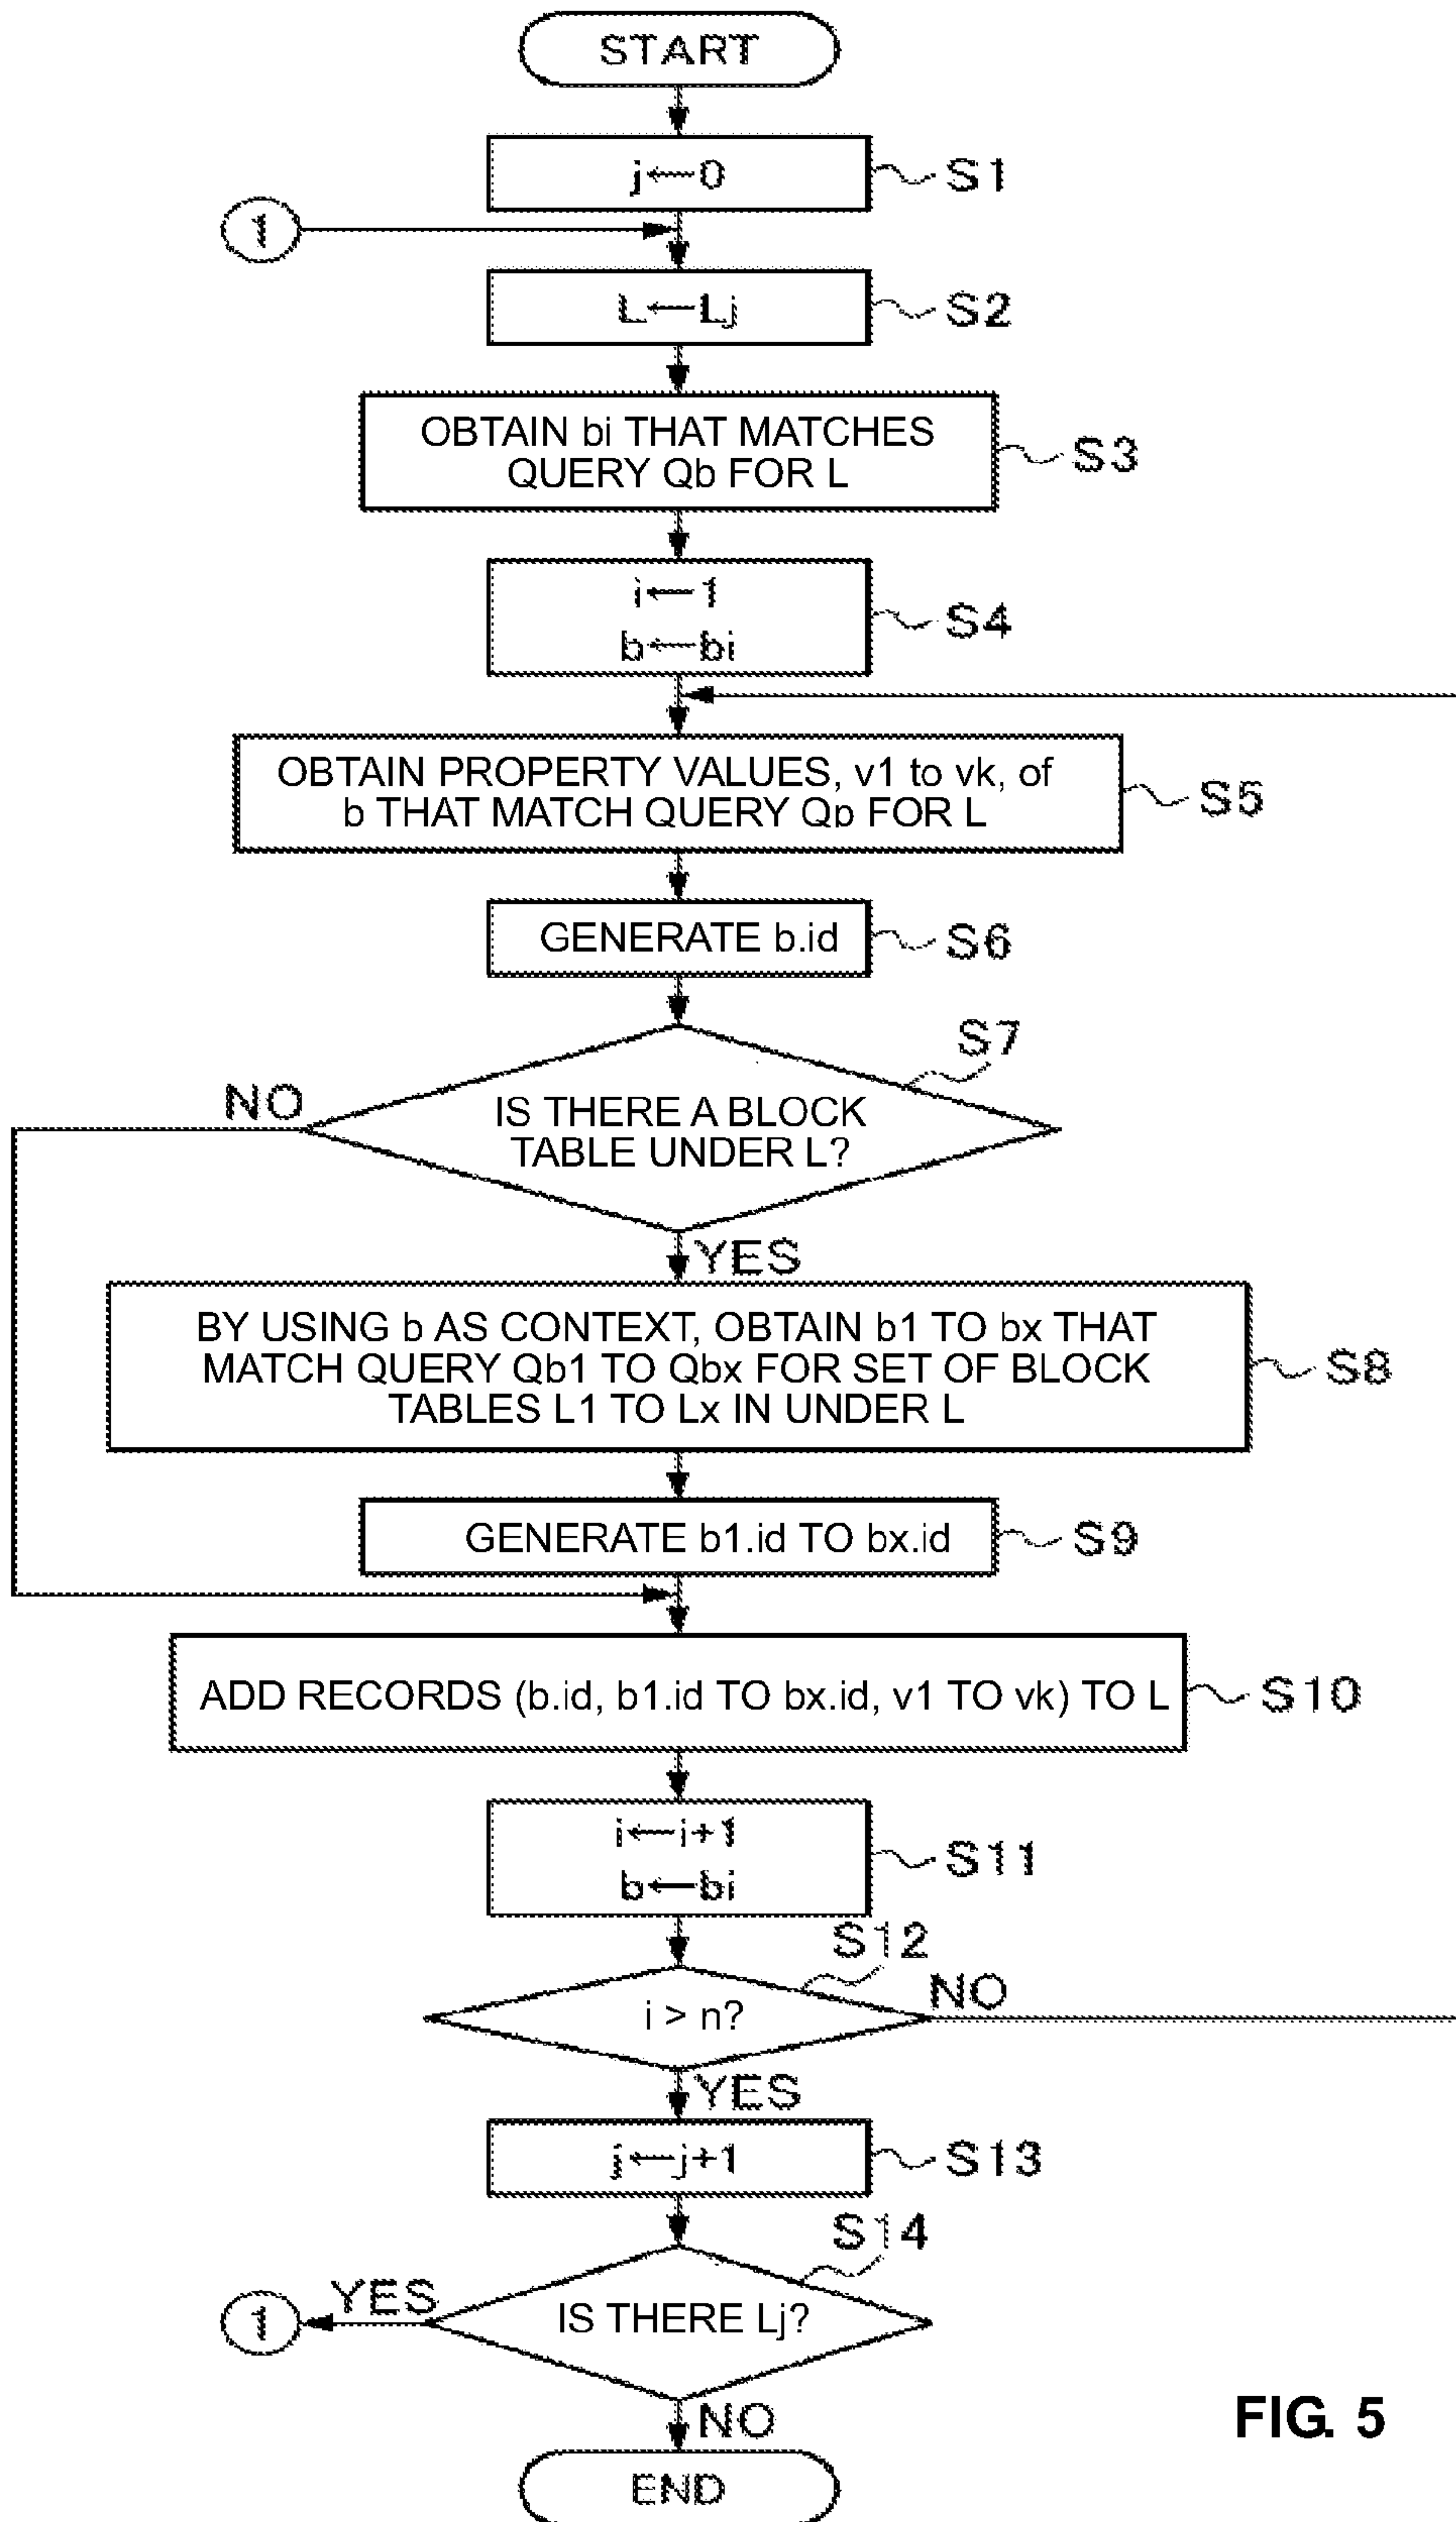 START
j←0
S1
1
L←Lj
S2
OBTAIN bi THAT MATCHES
QUERY Qb FOR L
S3
i←1
b←bi
S4
OBTAIN PROPERTY VALUES, v1 to vk, of
b THAT MATCH QUERY Qp FOR L
S5
GENERATE b.id
S6
S7
NO
IS THERE A BLOCK
TABLE UNDER L?
YES
BY USING b AS CONTEXT, OBTAIN b1 TO bx THAT
MATCH QUERY Qb1 TO Qbx FOR SET OF BLOCK
TABLES L1 TO Lx IN UNDER L
S8
GENERATE b1.id TO bx.id
S9
ADD RECORDS (b.id, b1.id TO bx.id, v1 TO vk) TO L
S10
i←i+1
b←bi
S11
S12
i > n?
NO
YES
j←j+1
S13
S14
1
YES
IS THERE Lj?
NO
END
FIG. 5